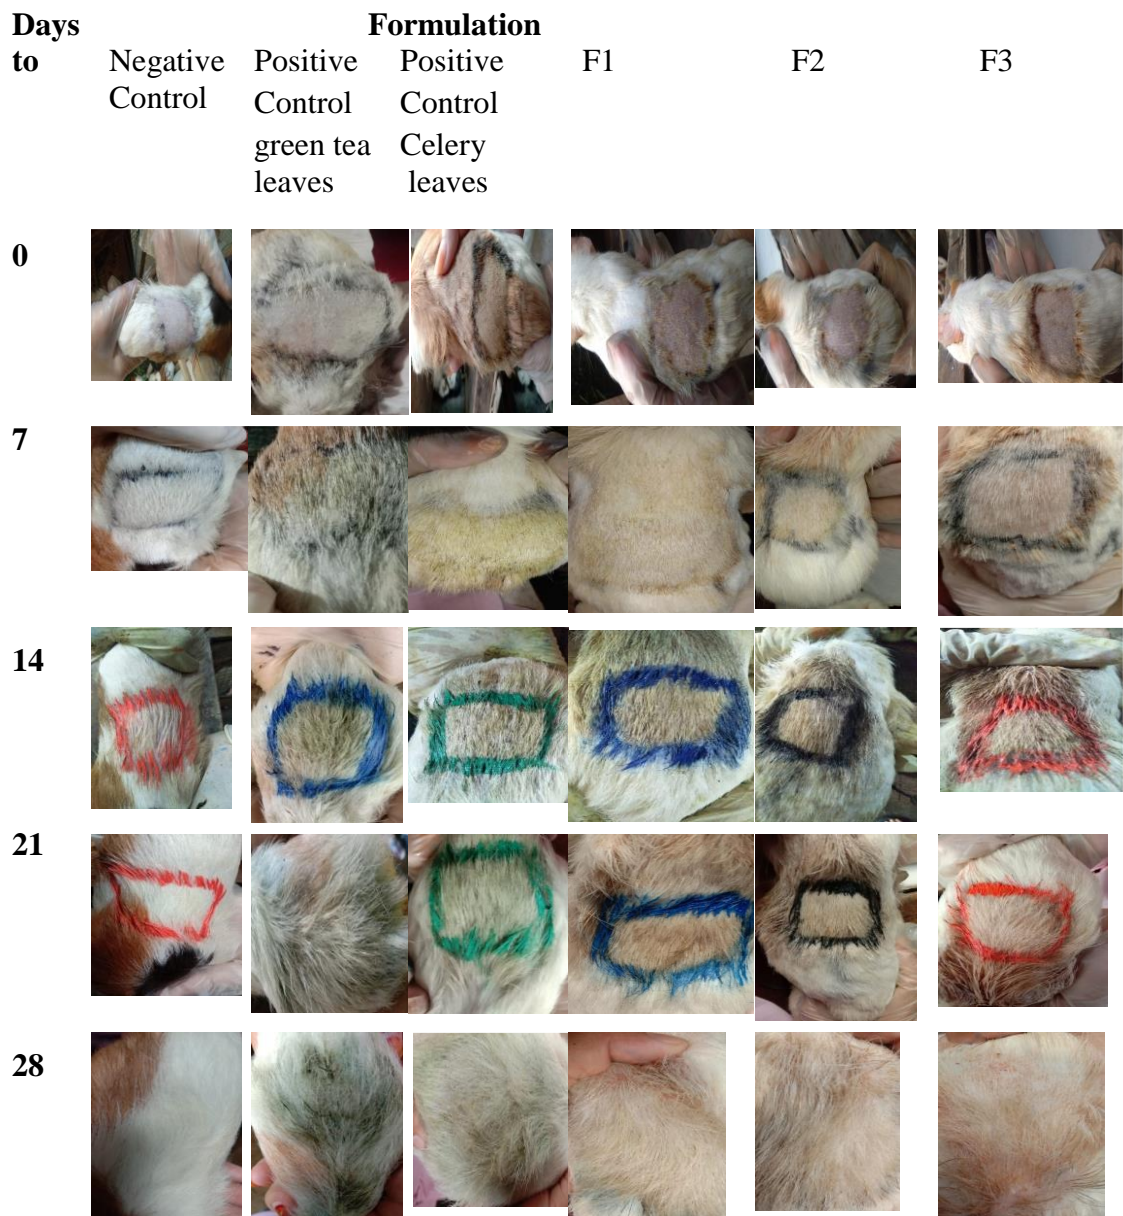 Days Formulation
to Negative Positive Positive F1 F2 F3
Control Control Control
green tea Celery
leaves leaves
0
7
14
21
28